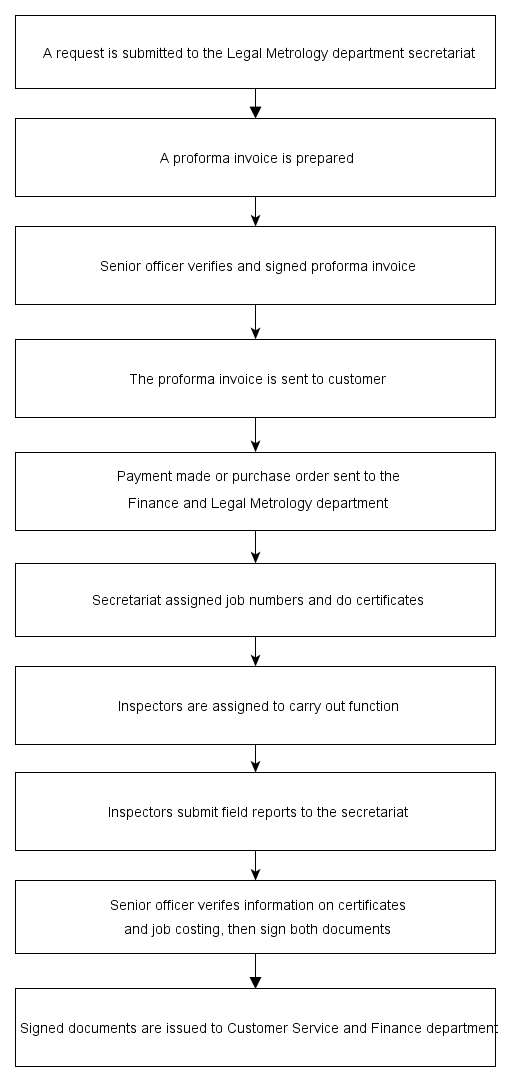 A request is submitted to the Legal Metrology department secretariat
A proforma invoice is prepared
Senior officer verifies and signed proforma invoice
The proforma invoice is sent to customer
Payment made or purchase order sent to the
Finance and Legal Metrology department
Secretariat assigned job numbers and do certificates
Inspectors are assigned to carry out function
Inspectors submit field reports to the secretariat
Senior officer verifes information on certificates
and job costing, then sign both documents
Signed documents are issued to Customer Service and Finance department